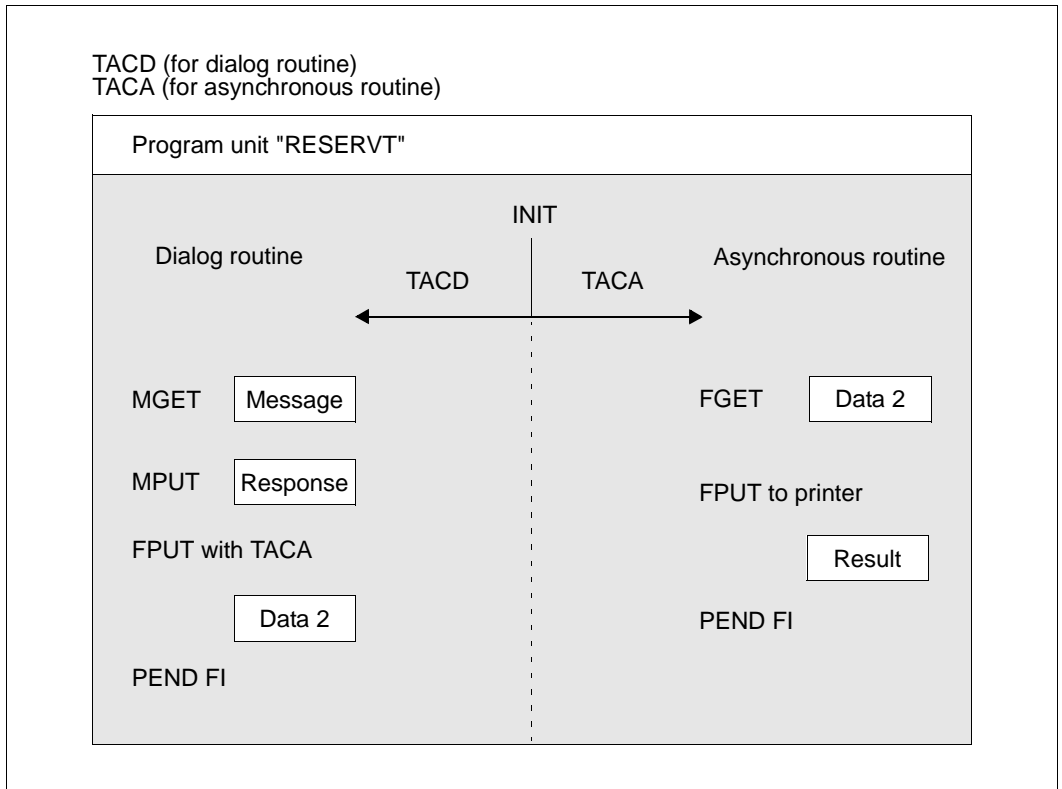 TACD (for dialog routine)
TACA (for asynchronous routine)
Program unit "RESERVT"
INIT
Dialog routine
TACD
TACA
Asynchronous routine
MGET
Message
MPUT
Response
FPUT with TACA
Data 2
PEND FI
FGET
Data 2
FPUT to printer
Result
PEND FI